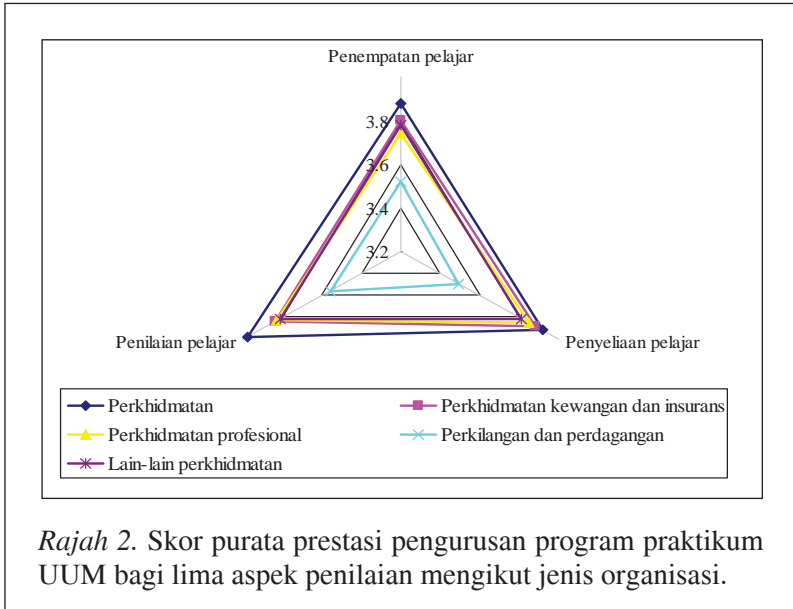 Penempatan pelajar
3.8
3.6
3.4
3.2
Penilaian pelajar
Penyeliaan pelajar
Perkhidmatan
Perkhidmatan kewangan dan insurans
Perkhidmatan profesional
Perkilangan dan perdagangan
Lain-lain perkhidmatan
Rajah 2. Skor purata prestasi pengurusan program praktikum
UUM bagi lima aspek penilaian mengikut jenis organisasi.